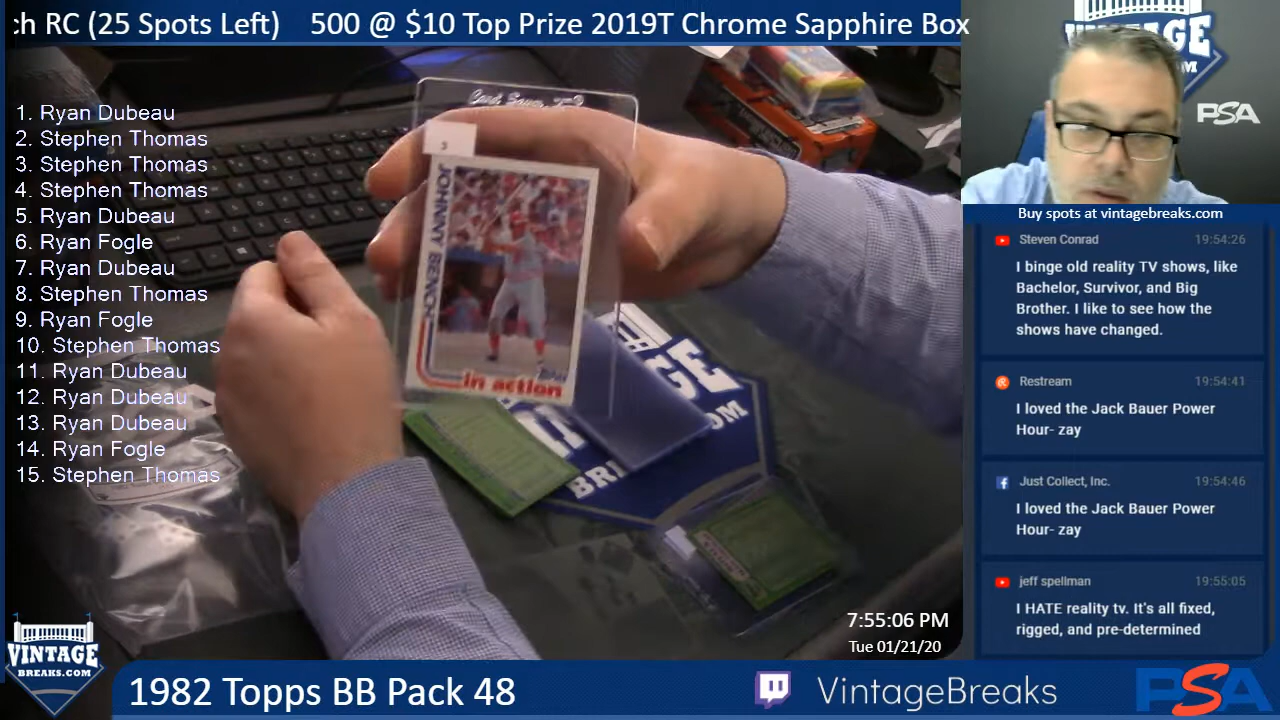 ch RC (25 Spots Left) 500 @ $10 Top Prize 2019T Chrome Sapphire Box
VINTAGE
PSA
1. Ryan Dubeau
2. Stephen Thomas
3. Stephen Thomas
4. Stephen Thomas
5. Ryan Dubeau
6. Ryan Fogle
7. Ryan Dubeau
8. Stephen Thomas
9. Ryan Fogle
10. Stephen Thomas
11. Ryan Dubeau
12. Ryan Dubeau
13. Ryan Dubeau
14. Ryan Fogle
15. Stephen Thomas
Card Saver
3
JOHNNY BENCH
in action
Topps
Buy spots at vintagebreaks.com
Steven Conrad 19:54:26
I binge old reality TV shows, like
Bachelor, Survivor, and Big
Brother. I like to see how the
shows have changed.
Restream 19:54:41
I loved the Jack Bauer Power
Hour- zay
Just Collect, Inc. 19:54:46
I loved the Jack Bauer Power
Hour- zay
jeff spellman 19:55:05
I HATE reality tv. It's all fixed,
rigged, and pre-determined
7:55:06 PM
Tue 01/21/20
VINTAGE
BREAKS.COM
1982 Topps BB Pack 48
VintageBreaks
PSA